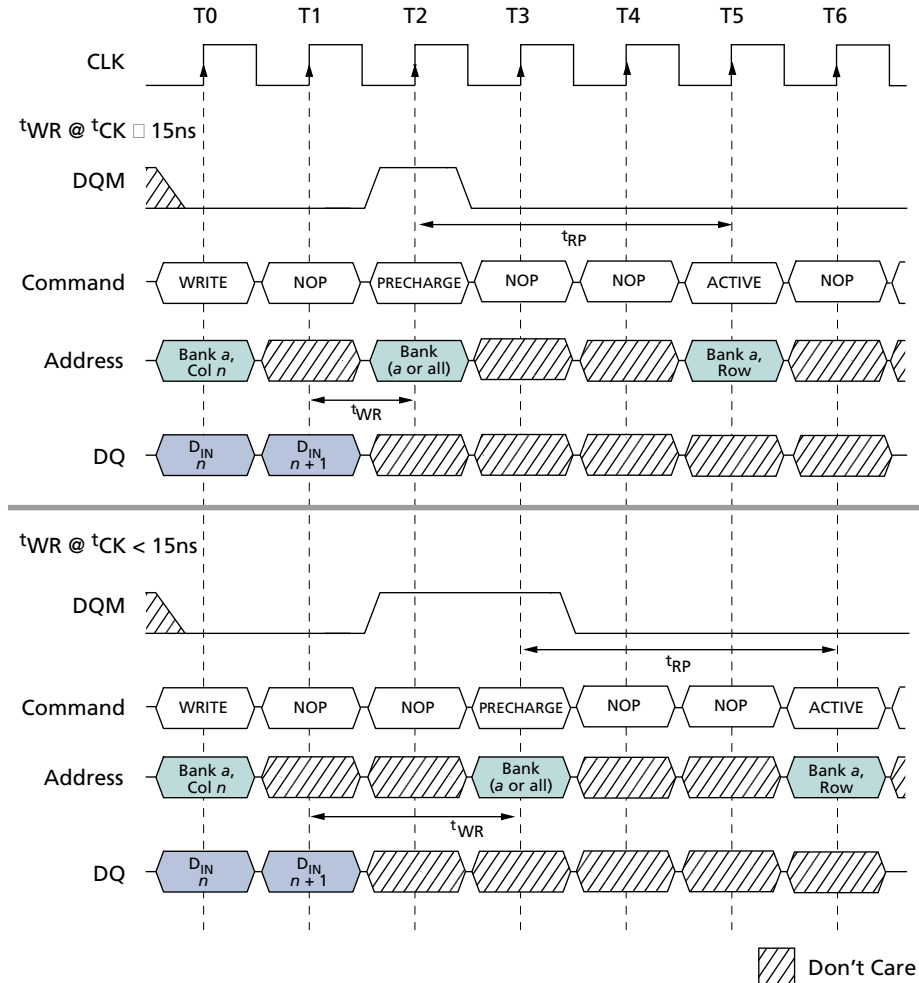 T0 T1 T2 T3 T4 T5 T6
CLK
tWR @ tCK □ 15ns
DQM
tRP
Command WRITE NOP PRECHARGE NOP NOP ACTIVE NOP
Address Bank a, Col n Bank (a or all) Bank a, Row
tWR
DQ DIN n DIN n + 1
tWR @ tCK < 15ns
DQM
tRP
Command WRITE NOP NOP PRECHARGE NOP NOP ACTIVE
Address Bank a, Col n Bank (a or all) Bank a, Row
tWR
DQ DIN n DIN n + 1
Don't Care